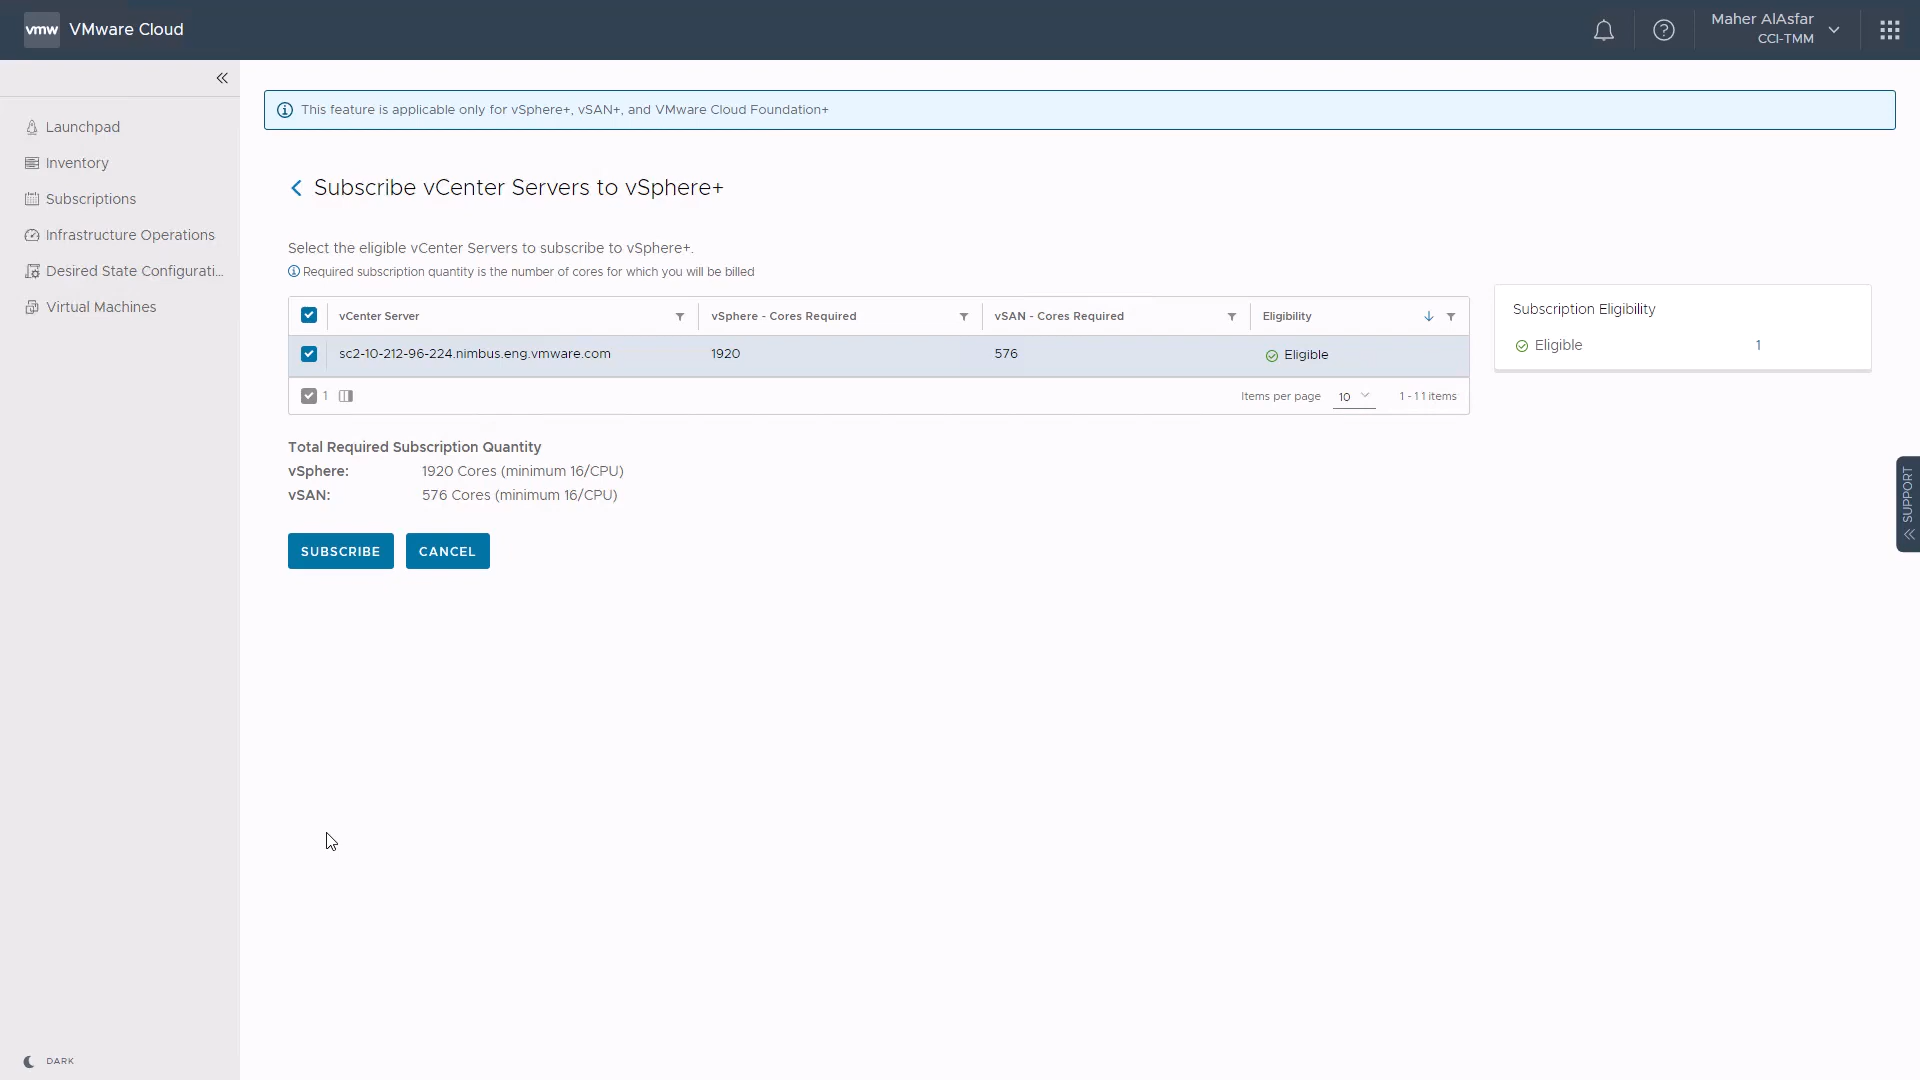 vmw VMware Cloud
Maher AlAsfar
CCI-TMM
Launchpad
Inventory
Subscriptions
Infrastructure Operations
Desired State Configurati...
Virtual Machines
DARK
This feature is applicable only for vSphere+, vSAN+, and VMware Cloud Foundation+
Subscribe vCenter Servers to vSphere+
Select the eligible vCenter Servers to subscribe to vSphere+.
Required subscription quantity is the number of cores for which you will be billed
vCenter Server vSphere - Cores Required vSAN - Cores Required Eligibility
sc2-10-212-96-224.nimbus.eng.vmware.com 1920 576 Eligible
1 Items per page 10 1 - 1 1 items
Total Required Subscription Quantity
vSphere: 1920 Cores (minimum 16/CPU)
vSAN: 576 Cores (minimum 16/CPU)
SUBSCRIBE CANCEL
Subscription Eligibility
Eligible 1
SUPPORT